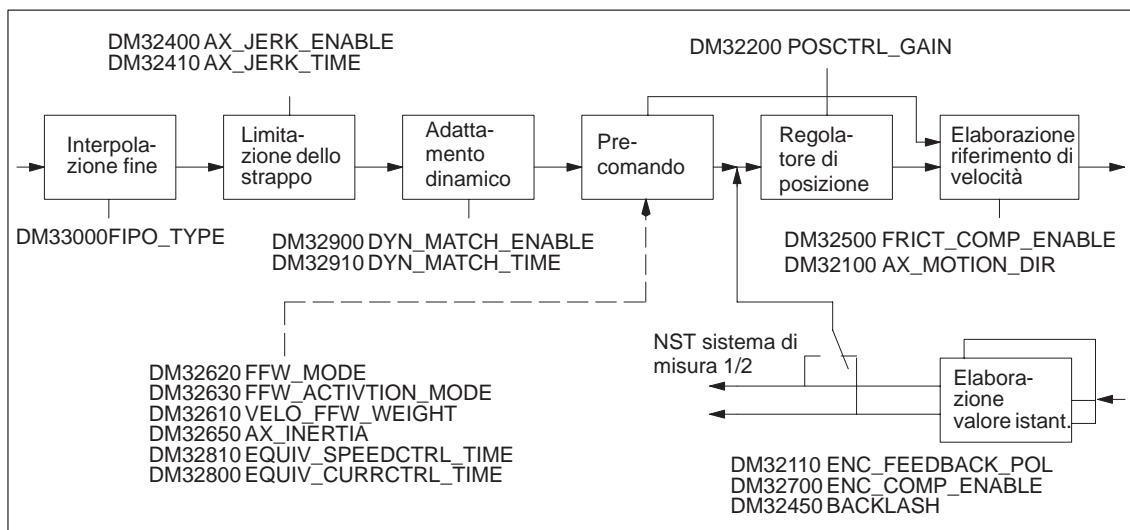 DM32400 AX_JERK_ENABLE
DM32410 AX_JERK_TIME
DM32200 POSCTRL_GAIN
Interpola-
zione fine
Limita-
zione dello
strappo
Adatta-
mento
dinamico
Pre-
comando
Regola-
tore di
posizione
Elaborazione
riferimento di
velocità
DM33000FIPO_TYPE
DM32900 DYN_MATCH_ENABLE
DM32910 DYN_MATCH_TIME
DM32500 FRICT_COMP_ENABLE
DM32100 AX_MOTION_DIR
NST sistema di
misura 1/2
Elabora-
zione
valore istant.
DM32620 FFW_MODE
DM32630 FFW_ACTIVTION_MODE
DM32610 VELO_FFW_WEIGHT
DM32650 AX_INERTIA
DM32810 EQUIV_SPEEDCTRL_TIME
DM32800 EQUIV_CURRCTRL_TIME
DM32110 ENC_FEEDBACK_POL
DM32700 ENC_COMP_ENABLE
DM32450 BACKLASH